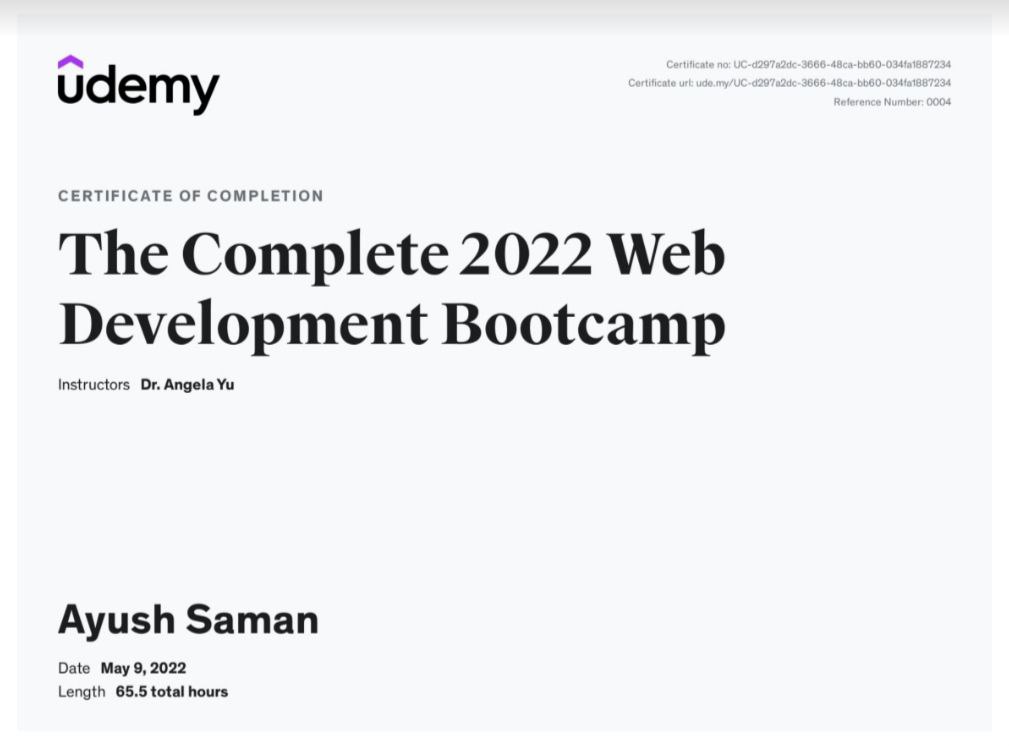 udemy
Certificate no: UC-d297a2dc-3666-48ca-bb60-034fa1887234
Certificate url: ude.my/UC-d297a2dc-3666-48ca-bb60-034fa1887234
Reference Number: 0004
CERTIFICATE OF COMPLETION
The Complete 2022 Web
Development Bootcamp
Instructors Dr. Angela Yu
Ayush Saman
Date May 9, 2022
Length 65.5 total hours